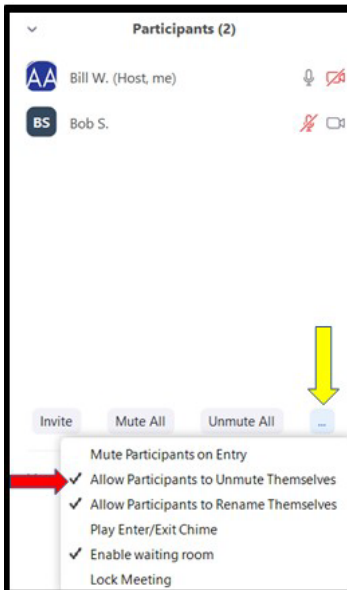 Participants (2)
AA Bill W. (Host, me)
BS Bob S.
Invite Mute All Unmute All ...
Mute Participants on Entry
Allow Participants to Unmute Themselves
Allow Participants to Rename Themselves
Play Enter/Exit Chime
Enable waiting room
Lock Meeting